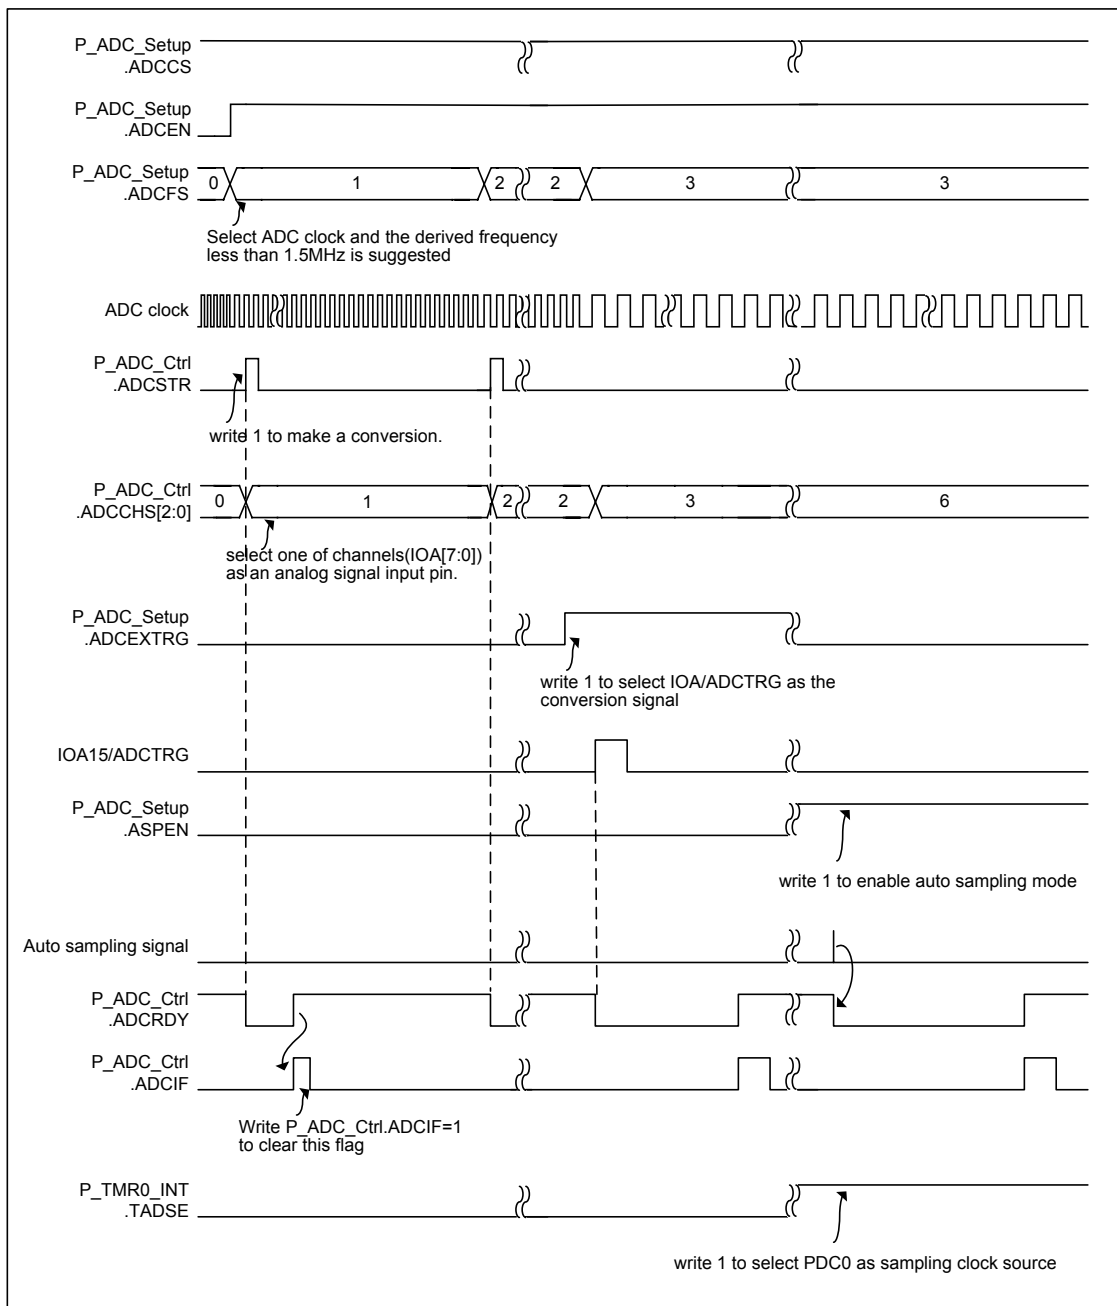 P_ADC_Setup
.ADCCS
P_ADC_Setup
.ADCEN
P_ADC_Setup
.ADCFS
0 1 2 2 3 3
Select ADC clock and the derived frequency
less than 1.5MHz is suggested
ADC clock
P_ADC_Ctrl
.ADCSTR
write 1 to make a conversion.
P_ADC_Ctrl
.ADCCHS[2:0]
0 1 2 2 3 6
select one of channels(IOA[7:0])
as an analog signal input pin.
P_ADC_Setup
.ADCEXTRG
write 1 to select IOA/ADCTRG as the
conversion signal
IOA15/ADCTRG
P_ADC_Setup
.ASPEN
write 1 to enable auto sampling mode
Auto sampling signal
P_ADC_Ctrl
.ADCRDY
P_ADC_Ctrl
.ADCIF
Write P_ADC_Ctrl.ADCIF=1
to clear this flag
P_TMR0_INT
.TADSE
write 1 to select PDC0 as sampling clock source